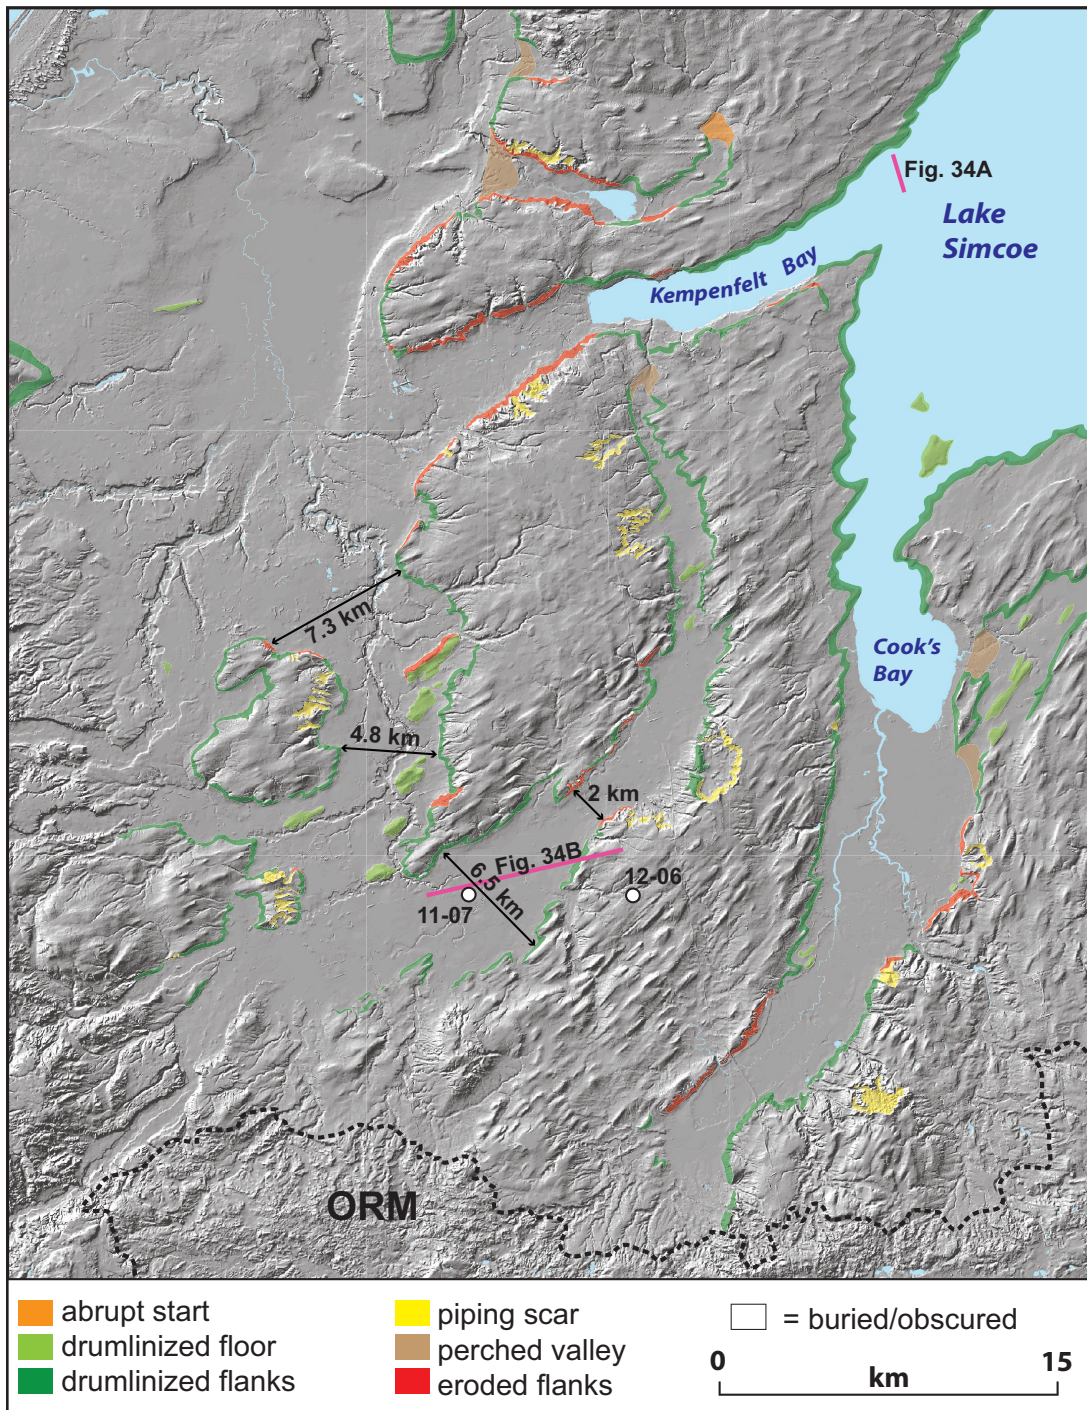 Fig. 34A
Lake
Simcoe
Kempenfelt Bay
7.3 km
Cook's
Bay
4.8 km
2 km
Fig. 34B
6.5 km
12-06
11-07
ORM
abrupt start
drumlinized floor
drumlinized flanks
piping scar
perched valley
eroded flanks
= buried/obscured
0 15
km